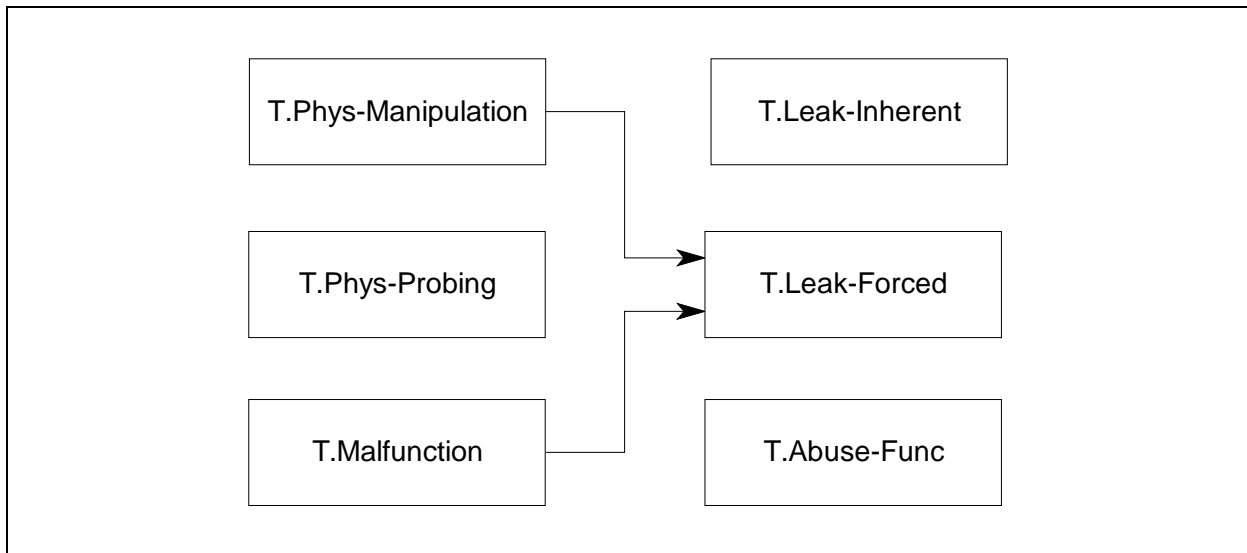 T.Phys-Manipulation
T.Leak-Inherent
T.Phys-Probing
T.Leak-Forced
T.Malfunction
T.Abuse-Func